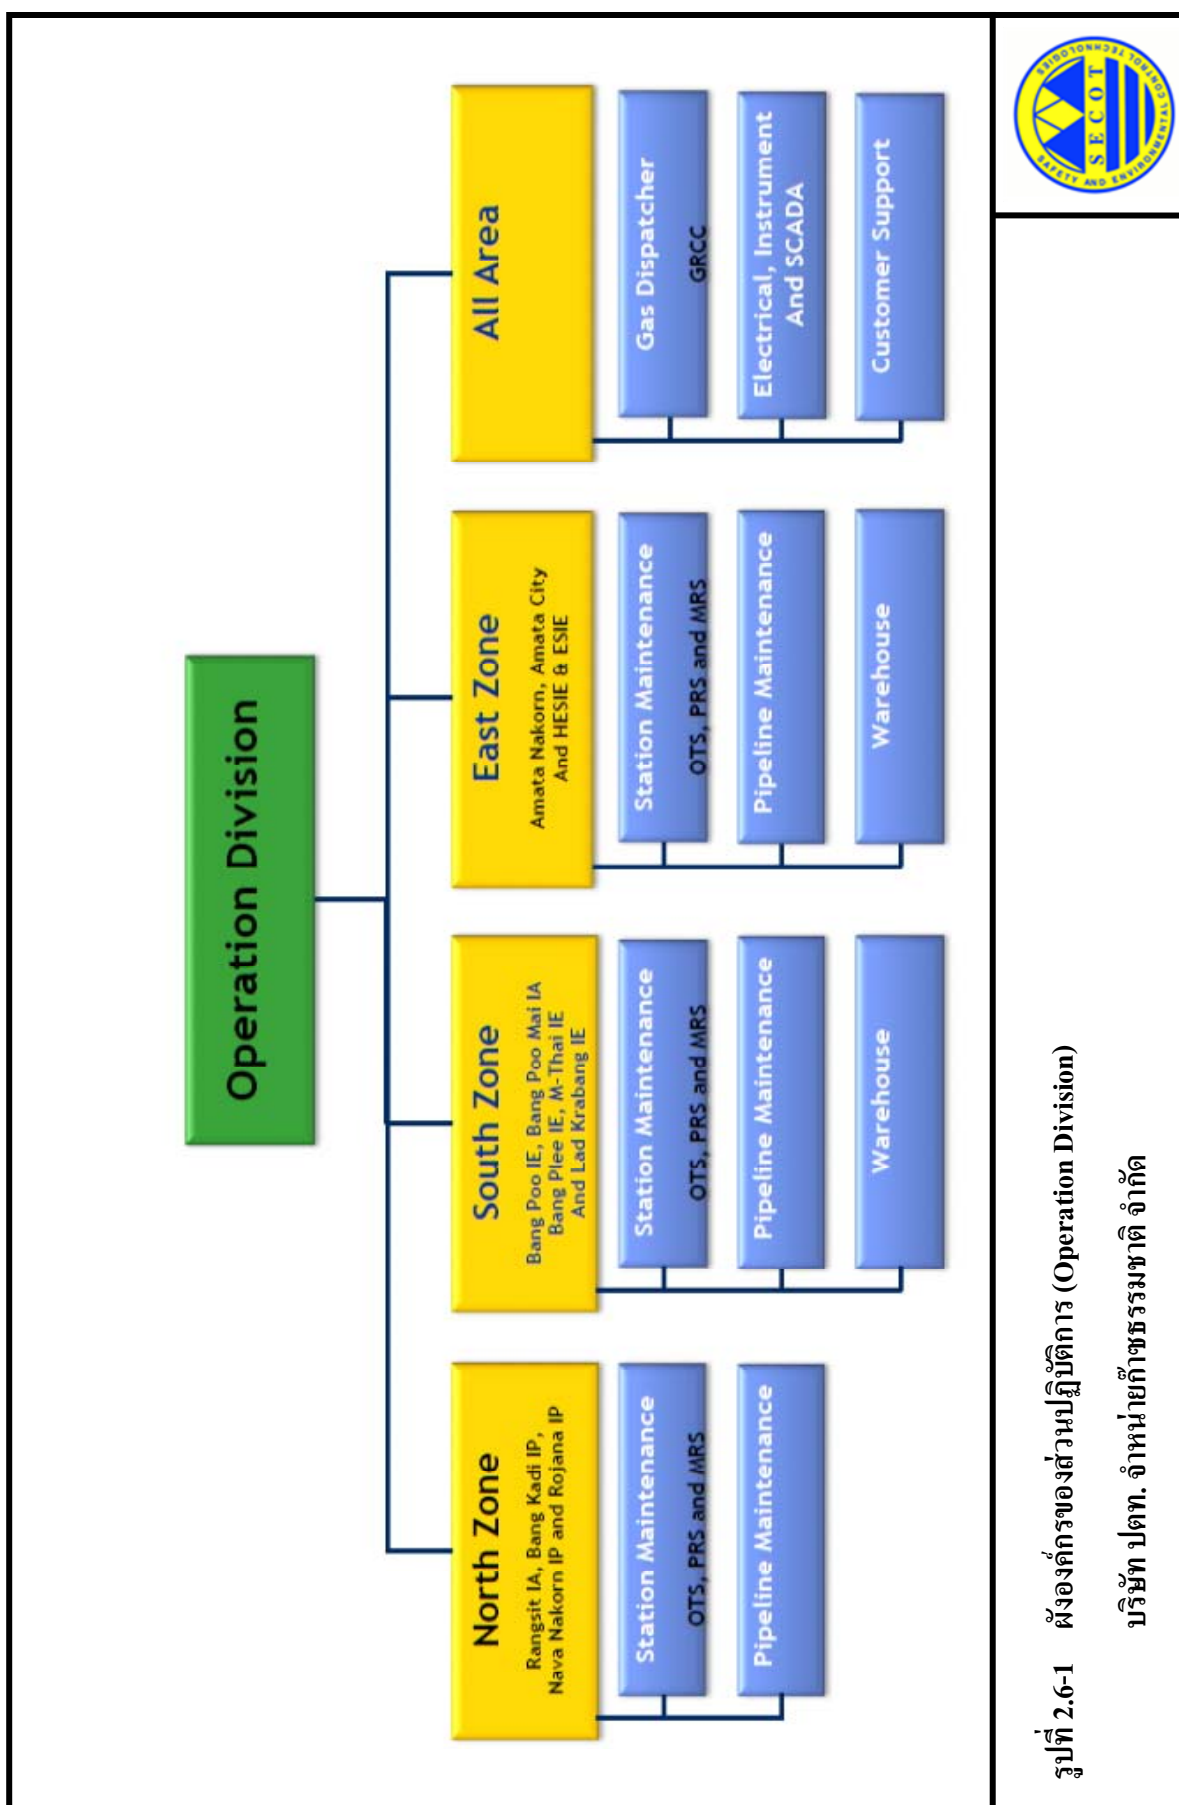 Operation Division
North Zone
Rangsit IA, Bang Kadi IP,
Nava Nakorn IP and Rojana IP
Station Maintenance
OTS, PRS and MRS
Pipeline Maintenance
South Zone
Bang Poo IE, Bang Poo Mai IA
Bang Plee IE, M-Thai IE
And Lad Krabang IE
Station Maintenance
OTS, PRS and MRS
Pipeline Maintenance
Warehouse
East Zone
Amata Nakorn, Amata City
And HESIE & ESIE
Station Maintenance
OTS, PRS and MRS
Pipeline Maintenance
Warehouse
All Area
Gas Dispatcher
GRCC
Electrical, Instrument
And SCADA
Customer Support
รูปที่ 2.6-1 ผังองค์กรของส่วนปฏิบัติการ (Operation Division)
บริษัท ปตท. จำหน่ายก๊าซธรรมชาติ จำกัด
SECOT
SAFETY AND ENVIRONMENTAL CONTROL TECHNOLOGIES